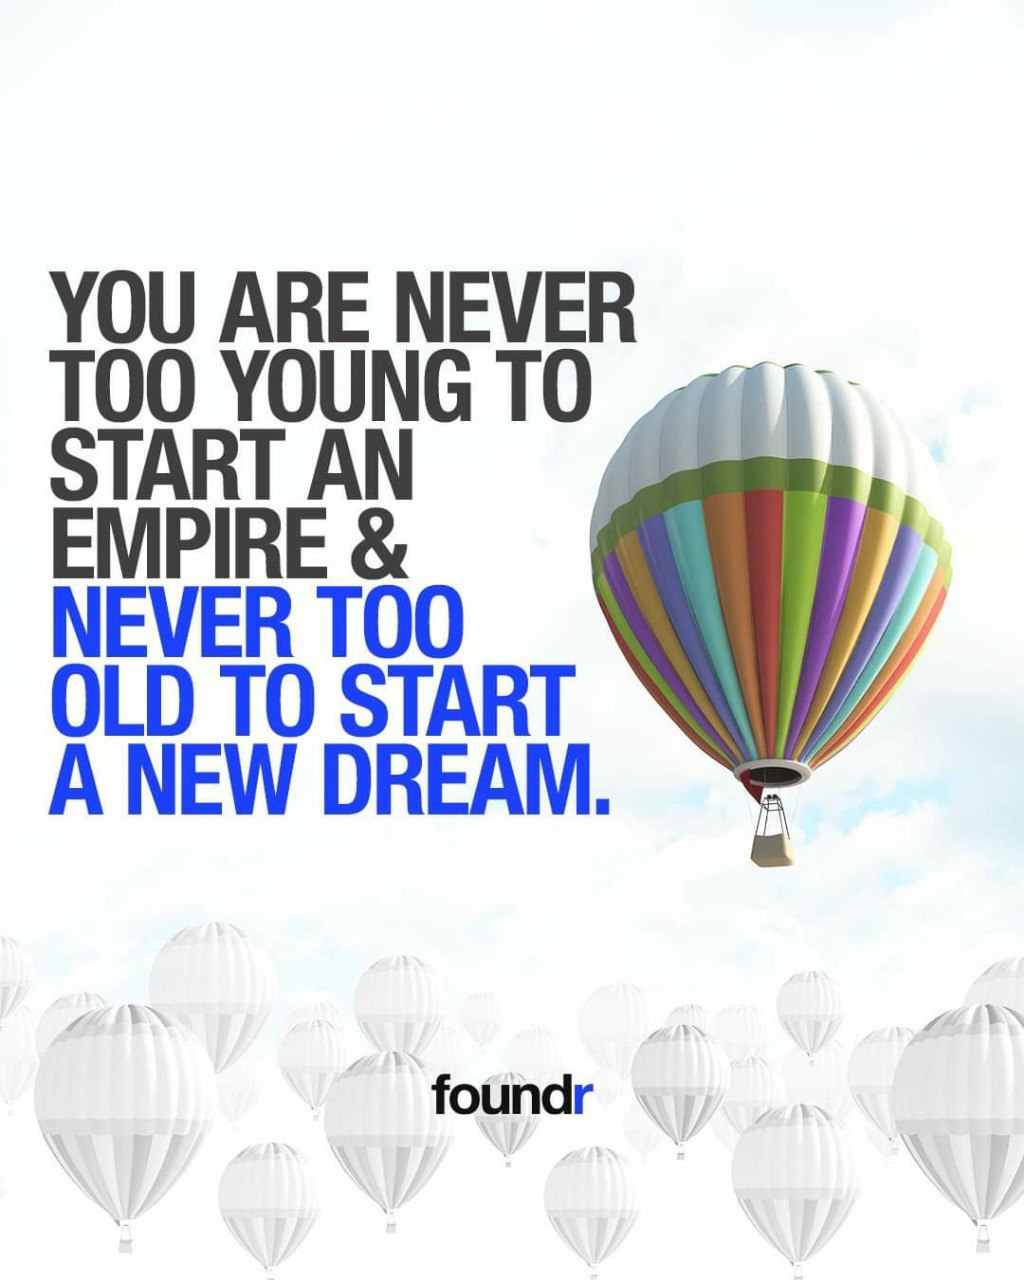 YOU ARE NEVER
TOO YOUNG TO
START AN
EMPIRE &
NEVER TOO
OLD TO START
A NEW DREAM.
foundr